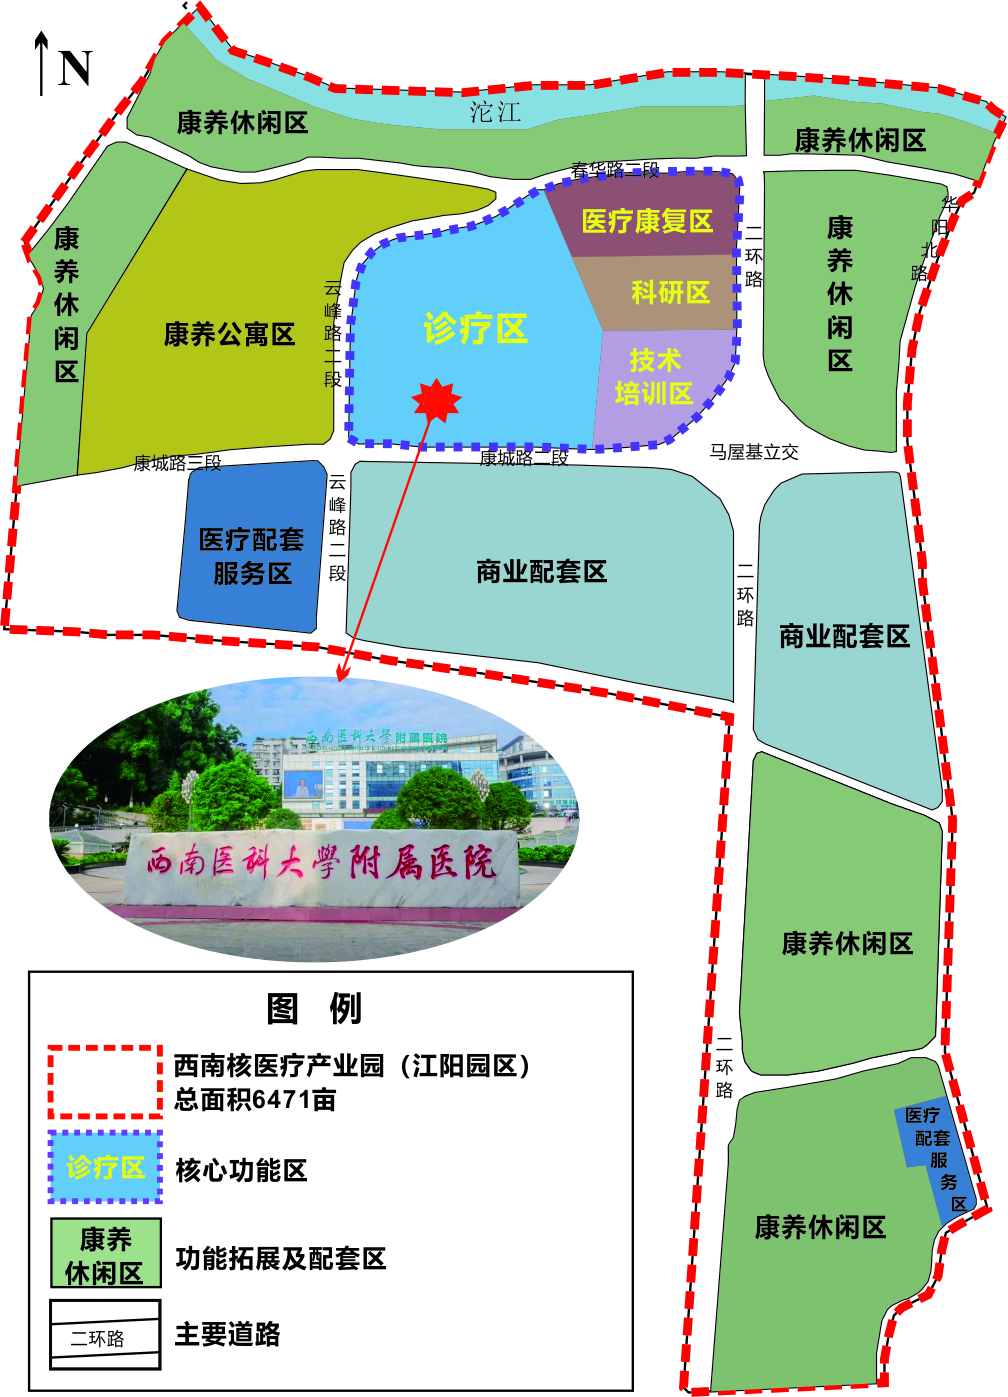 N
沱江
康养休闲区
康养休闲区
春华路二段
华阳北路
康养休闲区
医疗康复区
二环路
康养休闲区
科研区
云峰路二段
诊疗区
康养公寓区
技术
培训区
马屋基立交
康城路三段
康城路二段
云峰路二段
医疗配套
服务区
商业配套区
二环路
商业配套区
西南医科大学附属医院
西南医科大學附属医院
康养休闲区
二环路
医疗
配套
服
务
区
康养休闲区
图 例
西南核医疗产业园（江阳园区）
总面积6471亩
诊疗区
核心功能区
康养
休闲区
功能拓展及配套区
二环路
主要道路